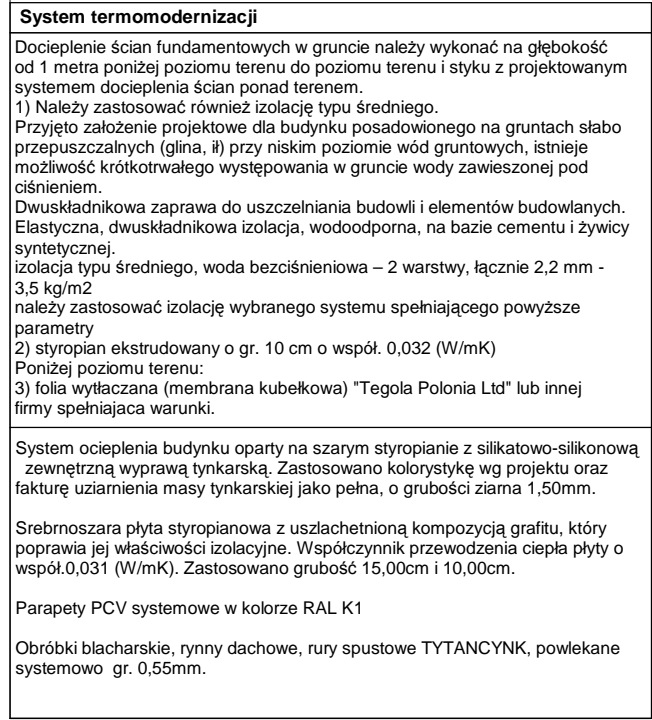 System termomodernizacji
Docieplenie ścian fundamentowych w gruncie należy wykonać na głębokość
od 1 metra poniżej poziomu terenu do poziomu terenu i styku z projektowanym
systemem docieplenia ścian ponad terenem.
1) Należy zastosować również izolację typu średniego.
Przyjęto założenie projektowe dla budynku posadowionego na gruntach słabo
przepuszczalnych (glina, ił) przy niskim poziomie wód gruntowych, istnieje
możliwość krótkotrwałego występowania w gruncie wody zawieszonej pod
ciśnieniem.
Dwuskładnikowa zaprawa do uszczelniania budowli i elementów budowlanych.
Elastyczna, dwuskładnikowa izolacja, wodoodporna, na bazie cementu i żywicy
syntetycznej.
izolacja typu średniego, woda bezciśnieniowa – 2 warstwy, łącznie 2,2 mm -
3,5 kg/m2
należy zastosować izolację wybranego systemu spełniającego powyższe
parametry
2) styropian ekstrudowany o gr. 10 cm o współ. 0,032 (W/mK)
Poniżej poziomu terenu:
3) folia wytłaczana (membrana kubełkowa) "Tegola Polonia Ltd" lub innej
firmy spełniajaca warunki.
System ocieplenia budynku oparty na szarym styropianie z silikatowo-silikonową
zewnętrzną wyprawą tynkarską. Zastosowano kolorystykę wg projektu oraz
fakturę uziarnienia masy tynkarskiej jako pełna, o grubości ziarna 1,50mm.
Srebrnoszara płyta styropianowa z uszlachetnioną kompozycją grafitu, który
poprawia jej właściwości izolacyjne. Współczynnik przewodzenia ciepła płyty o
współ.0,031 (W/mK). Zastosowano grubość 15,00cm i 10,00cm.
Parapety PCV systemowe w kolorze RAL K1
Obróbki blacharskie, rynny dachowe, rury spustowe TYTANCYNK, powlekane
systemowo gr. 0,55mm.